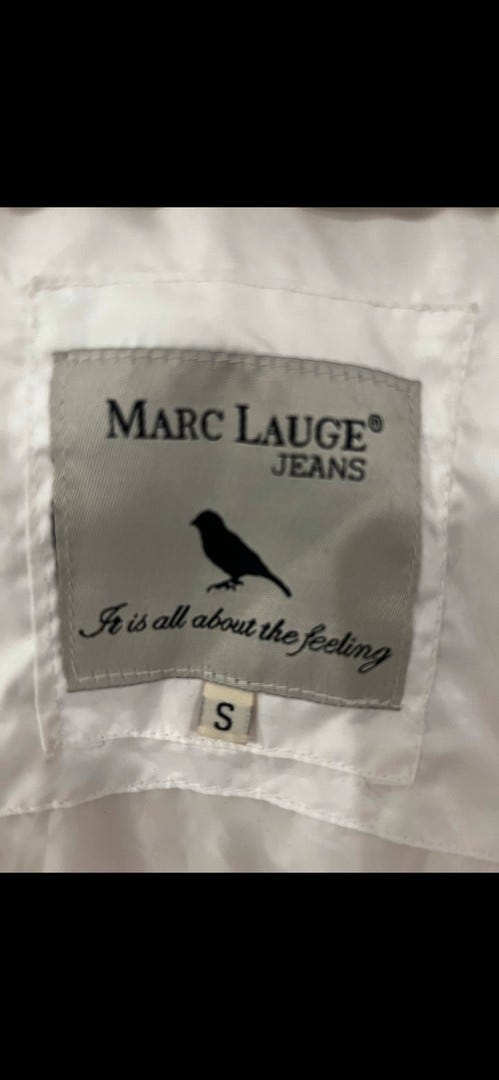 MARC LAUGE®
JEANS
It is all about the feeling
S